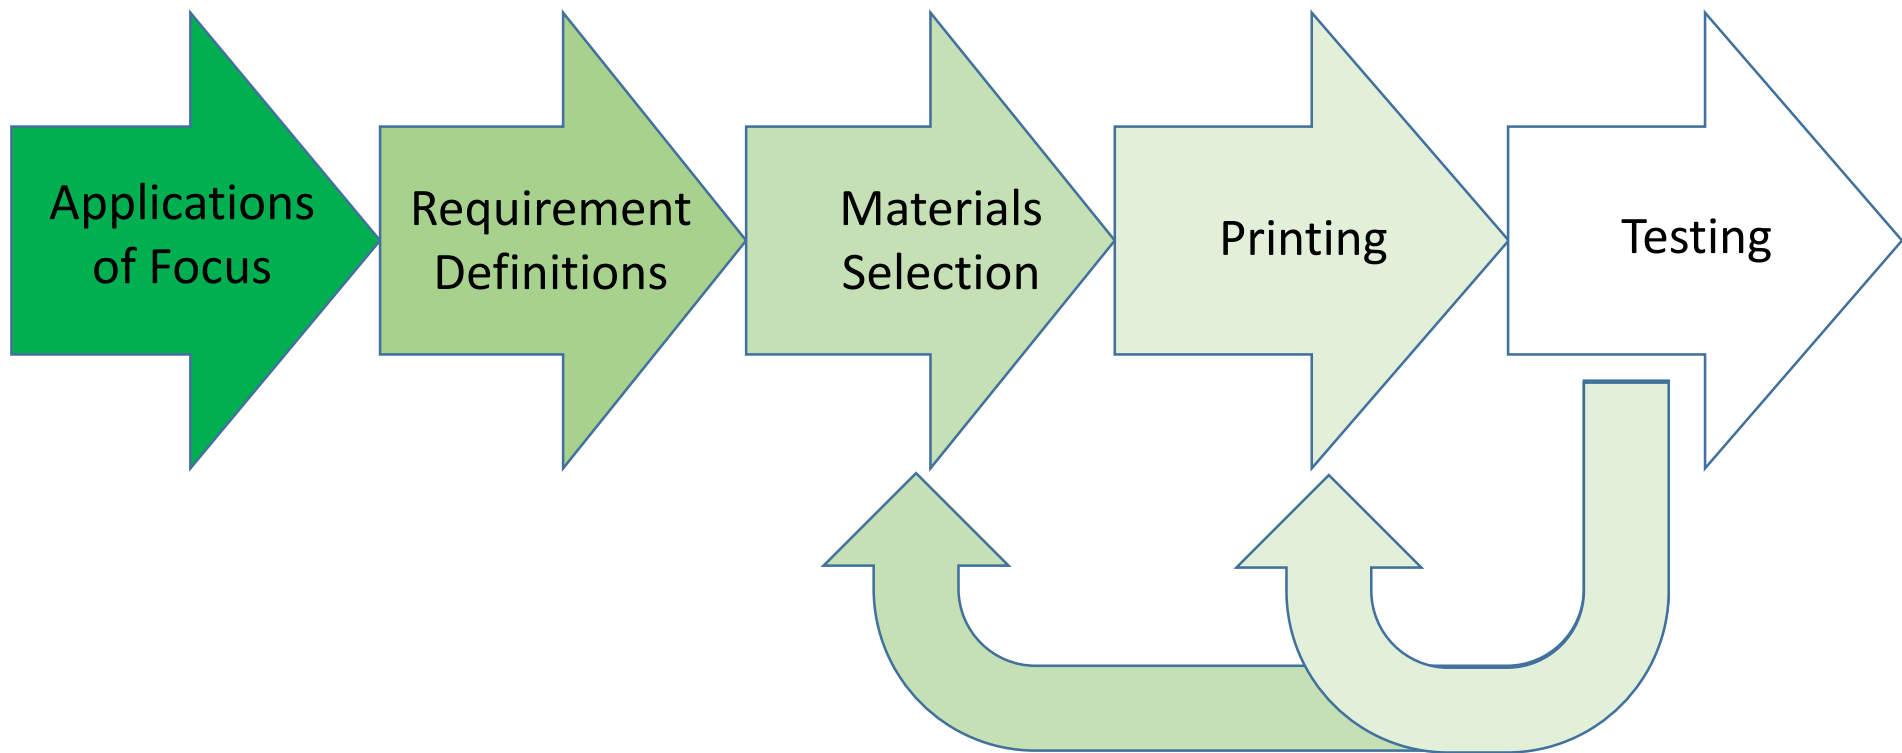 Applications
of Focus
Requirement
Definitions
Materials
Selection
Printing
Testing